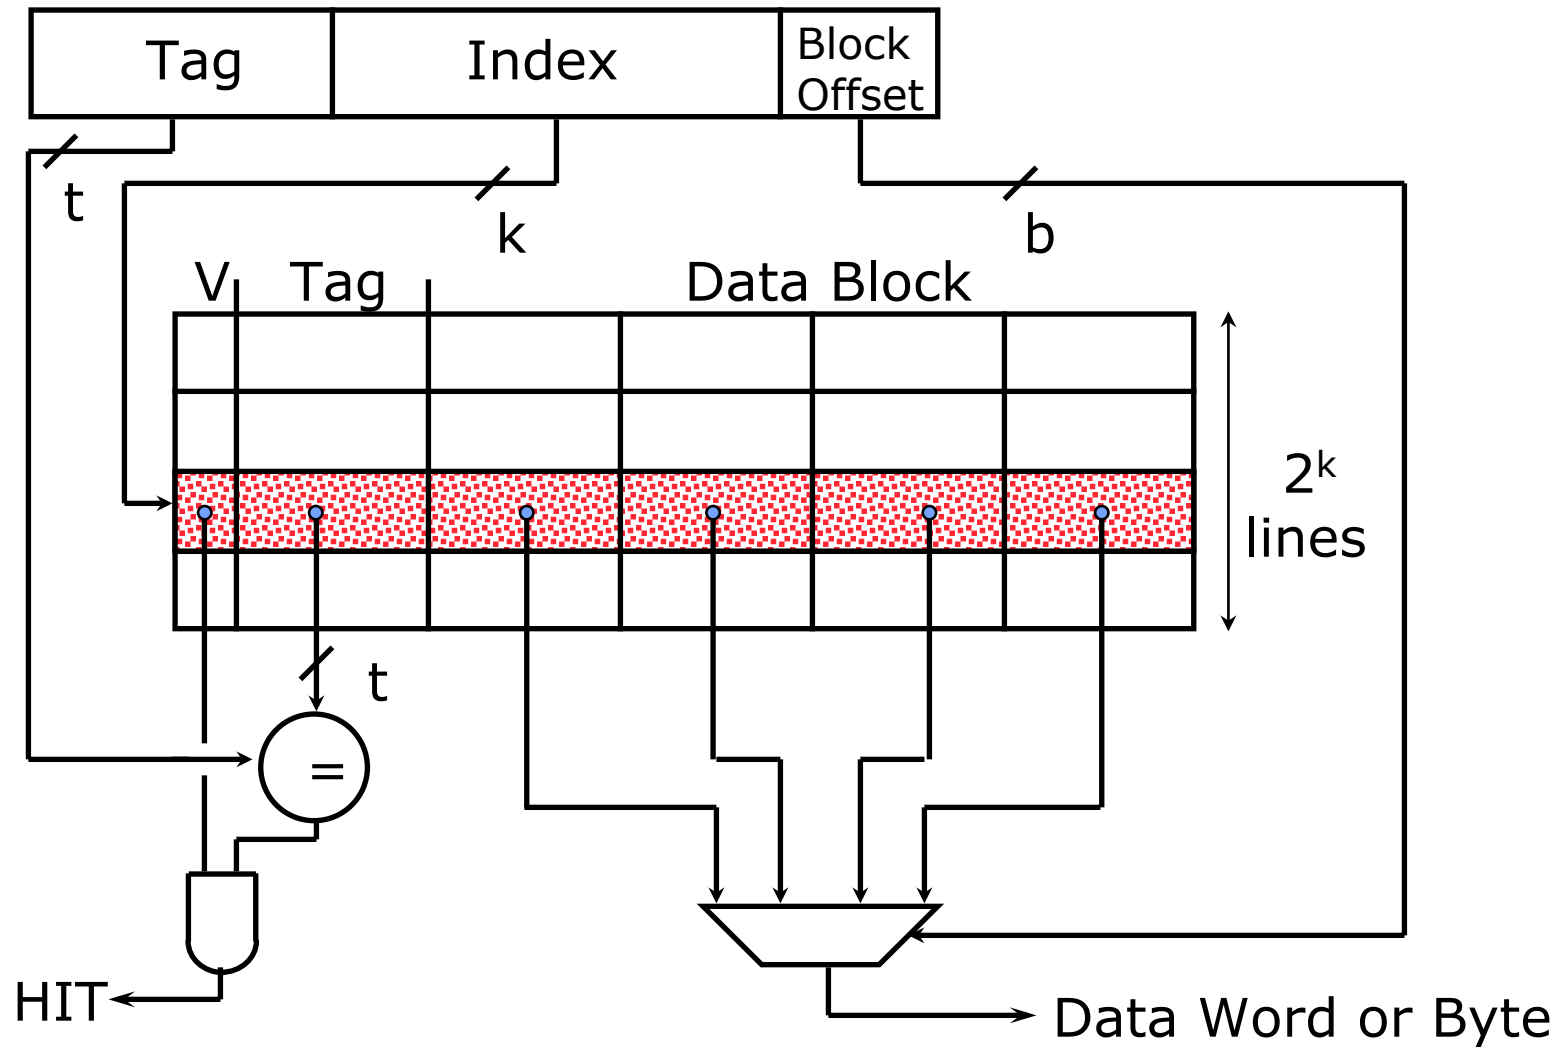 Tag
Index
Block
Offset
t
k
b
V
Tag
Data Block
2ᵏ
lines
t
=
HIT
Data Word or Byte